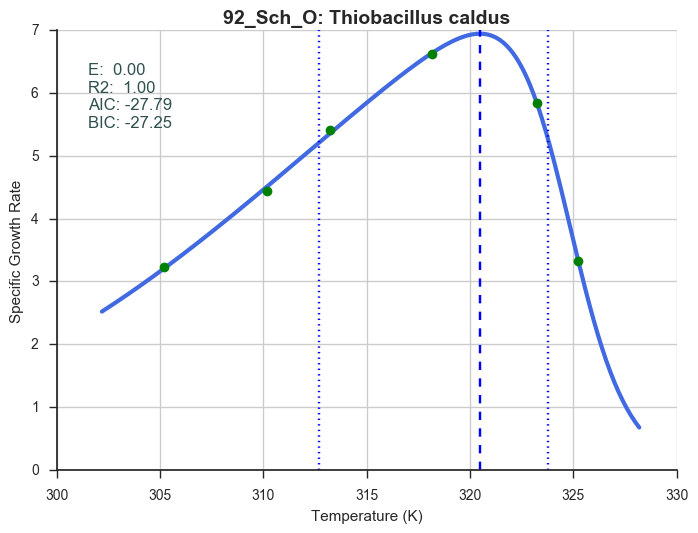 92_Sch_O: Thiobacillus caldus
E:  0.00
R2:  1.00
AIC: -27.79
BIC: -27.25
Specific Growth Rate
7
6
5
4
3
2
1
0
300 305 310 315 320 325 330
Temperature (K)